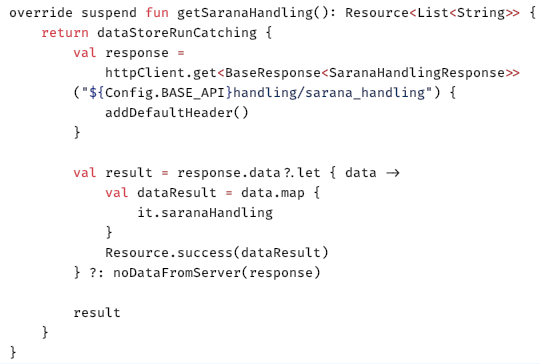 override suspend fun getSaranaHandling(): Resource<List<String>> {
    return dataStoreRunCatching {
        val response =
            httpClient.get<BaseResponse<SaranaHandlingResponse>>
        ("${Config.BASE_API}handling/sarana_handling") {
            addDefaultHeader()
        }

        val result = response.data?.let { data ->
            val dataResult = data.map {
                it.saranaHandling
            }
            Resource.success(dataResult)
        } ?: noDataFromServer(response)

        result
    }
}